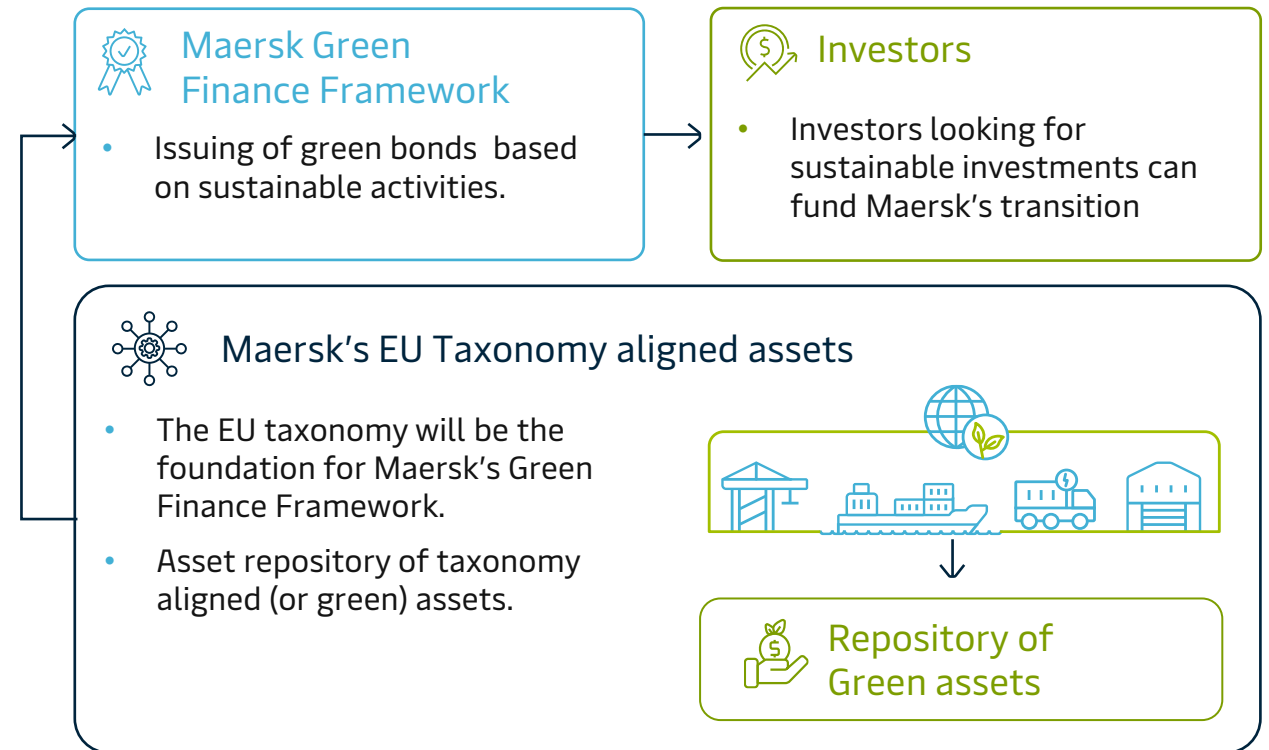 Maersk Green
Finance Framework
• Issuing of green bonds  based
on sustainable activities.
Investors
• Investors looking for
sustainable investments can
fund Maersk's transition
Maersk's EU Taxonomy aligned assets
• The EU taxonomy will be the
foundation for Maersk's Green
Finance Framework.
• Asset repository of taxonomy
aligned (or green) assets.
Repository of
Green assets